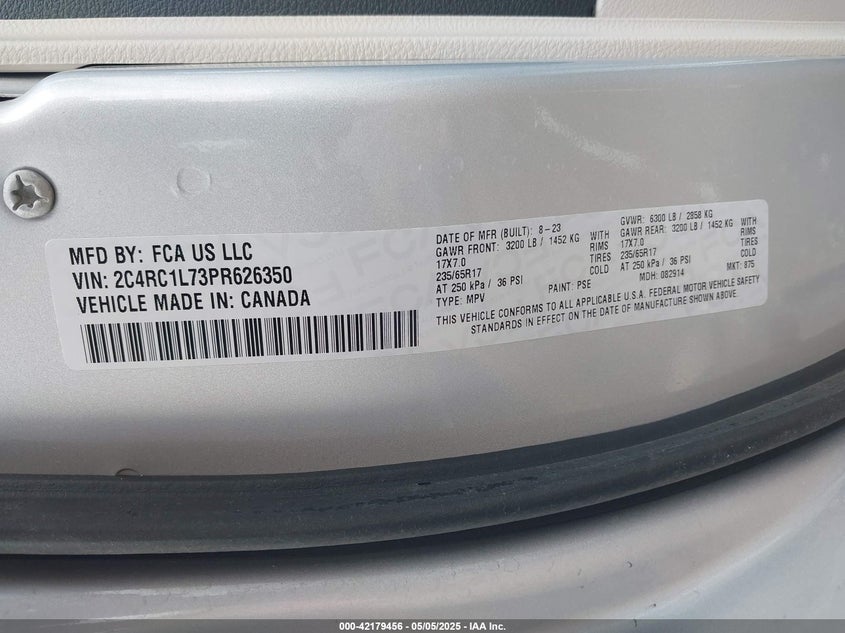 MFD BY: FCA US LLC
VIN: 2C4RC1L73PR626350
VEHICLE MADE IN: CANADA
DATE OF MFR (BUILT): 8-23 GVWR: 6300 LB / 2858 KG
GAWR FRONT: 3200 LB / 1452 KG WITH GAWR REAR: 3200 LB / 1452 KG WITH
17X7.0 RIMS 17X7.0 RIMS
235/65R17 TIRES 235/65R17 TIRES
AT 250 kPa / 36 PSI COLD AT 250 kPa / 36 PSI COLD
TYPE: MPV PAINT: PSE MDH: 082914 MKT: 875
THIS VEHICLE CONFORMS TO ALL APPLICABLE U.S.A. FEDERAL MOTOR VEHICLE SAFETY
STANDARDS IN EFFECT ON THE DATE OF MANUFACTURE SHOWN ABOVE.
000-42179456 - 05/05/2025 - IAA Inc.